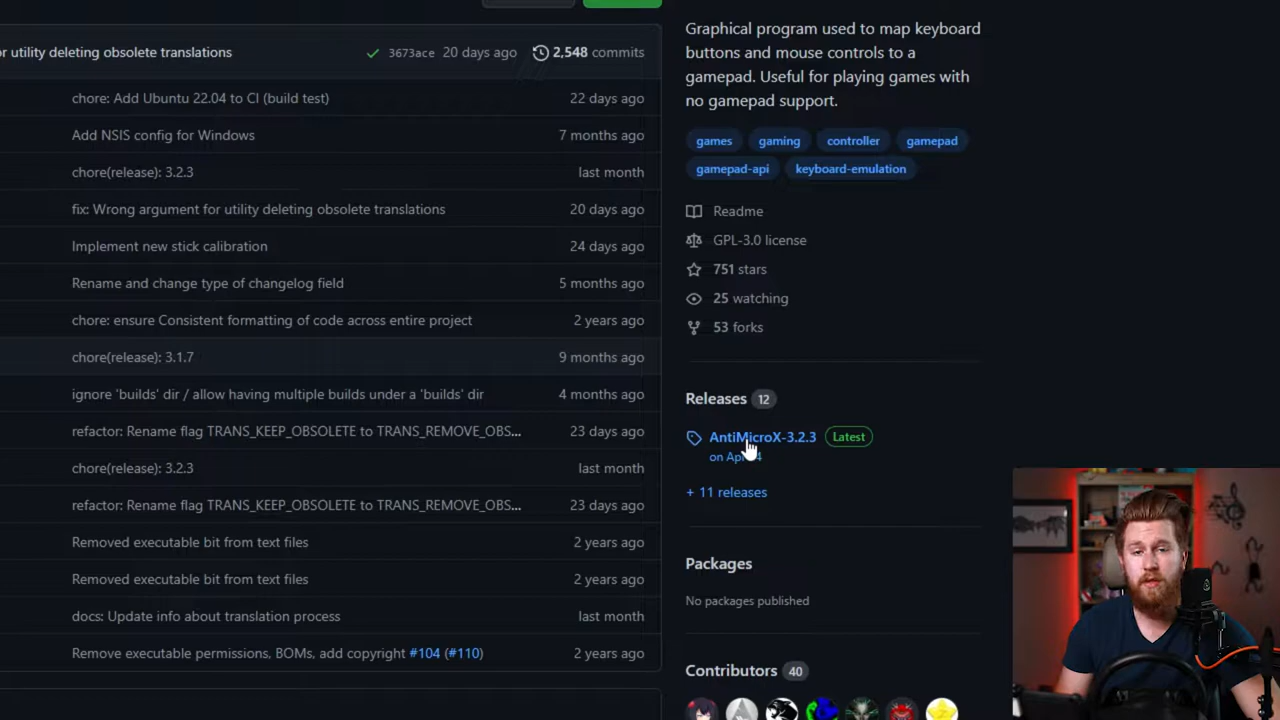 or utility deleting obsolete translations 3673ace 20 days ago 2,548 commits
chore: Add Ubuntu 22.04 to CI (build test) 22 days ago
Add NSIS config for Windows 7 months ago
chore(release): 3.2.3 last month
fix: Wrong argument for utility deleting obsolete translations 20 days ago
Implement new stick calibration 24 days ago
Rename and change type of changelog field 5 months ago
chore: ensure Consistent formatting of code across entire project 2 years ago
chore(release): 3.1.7 9 months ago
ignore 'builds' dir / allow having multiple builds under a 'builds' dir 4 months ago
refactor: Rename flag TRANS_KEEP_OBSOLETE to TRANS_REMOVE_OBS... 23 days ago
chore(release): 3.2.3 last month
refactor: Rename flag TRANS_KEEP_OBSOLETE to TRANS_REMOVE_OBS... 23 days ago
Removed executable bit from text files 2 years ago
Removed executable bit from text files 2 years ago
docs: Update info about translation process last month
Remove executable permissions, BOMs, add copyright #104 (#110) 2 years ago
Graphical program used to map keyboard
buttons and mouse controls to a
gamepad. Useful for playing games with
no gamepad support.
games gaming controller gamepad
gamepad-api keyboard-emulation
Readme
GPL-3.0 license
751 stars
25 watching
53 forks
Releases 12
AntiMicroX-3.2.3 Latest
on
+ 11 releases
Packages
No packages published
Contributors 40